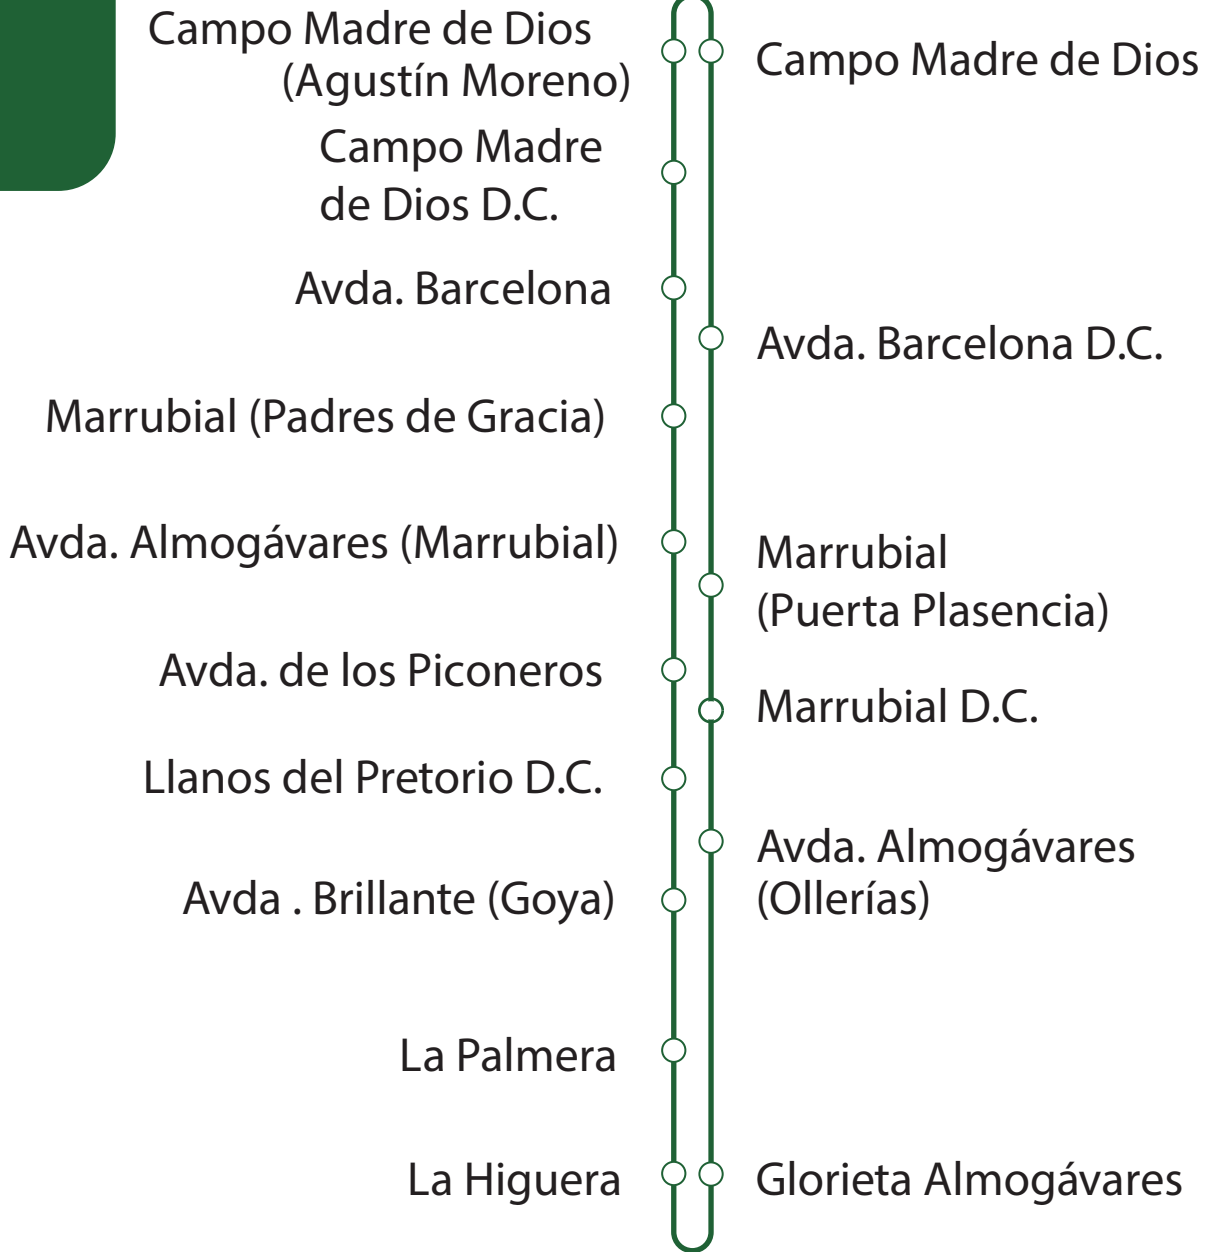 Campo Madre de Dios
(Agustín Moreno)
Campo Madre
de Dios D.C.
Avda. Barcelona
Marrubial (Padres de Gracia)
Avda. Almogávares (Marrubial)
Avda. de los Piconeros
Llanos del Pretorio D.C.
Avda . Brillante (Goya)
La Palmera
La Higuera
Campo Madre de Dios
Avda. Barcelona D.C.
Marrubial
(Puerta Plasencia)
Marrubial D.C.
Avda. Almogávares
(Ollerías)
Glorieta Almogávares